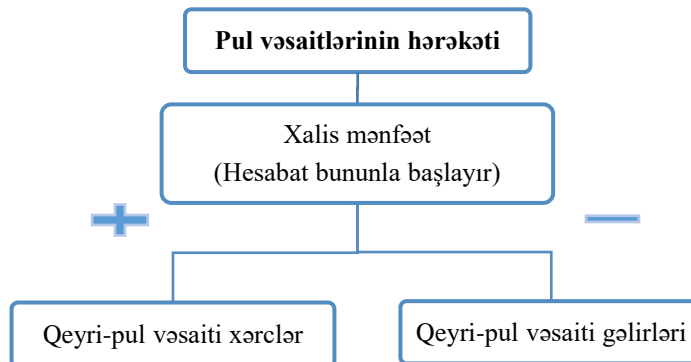 Pul vəsaitlərinin hərəkəti
Xalis mənfəət
(Hesabat bununla başlayır)
Qeyri-pul vəsaiti xərclər
Qeyri-pul vəsaiti gəlirləri